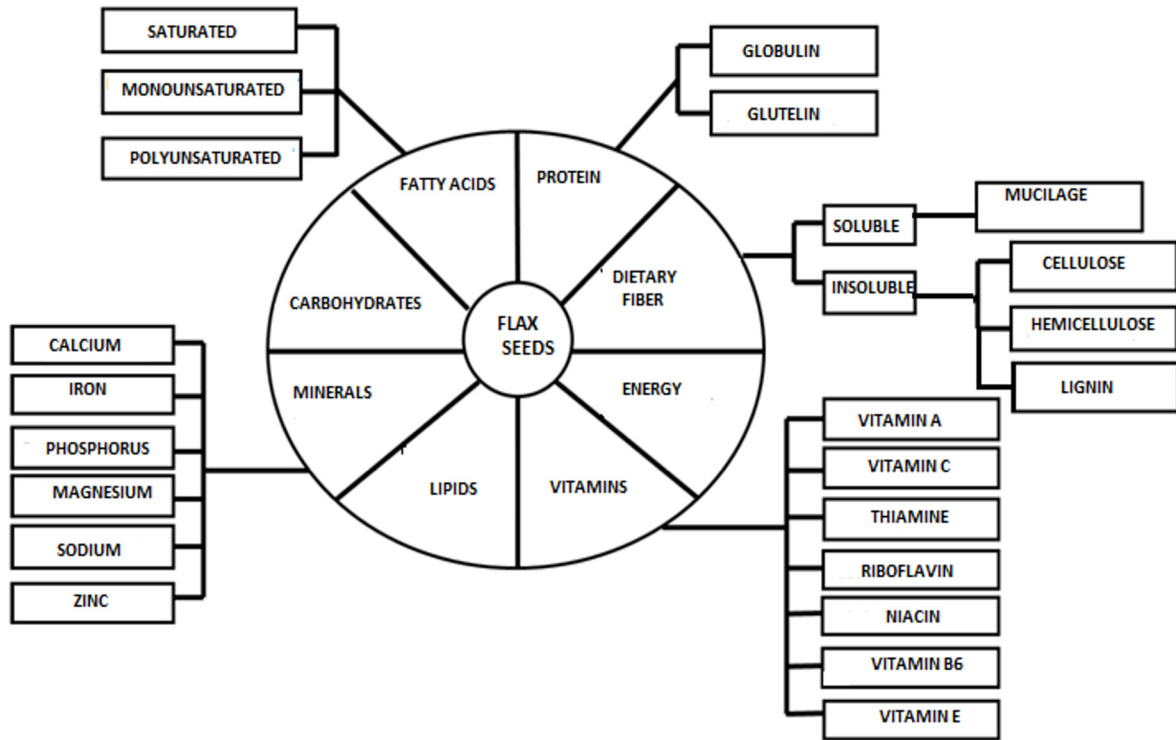 SATURATED
MONOUNSATURATED
POLYUNSATURATED
GLOBULIN
GLUTELIN
FATTY ACIDS
PROTEIN
CARBOHYDRATES
DIETARY
FIBER
FLAX
SEEDS
MINERALS
ENERGY
LIPIDS
VITAMINS
SOLUBLE
MUCILAGE
INSOLUBLE
CELLULOSE
HEMICELLULOSE
LIGNIN
CALCIUM
IRON
PHOSPHORUS
MAGNESIUM
SODIUM
ZINC
VITAMIN A
VITAMIN C
THIAMINE
RIBOFLAVIN
NIACIN
VITAMIN B6
VITAMIN E